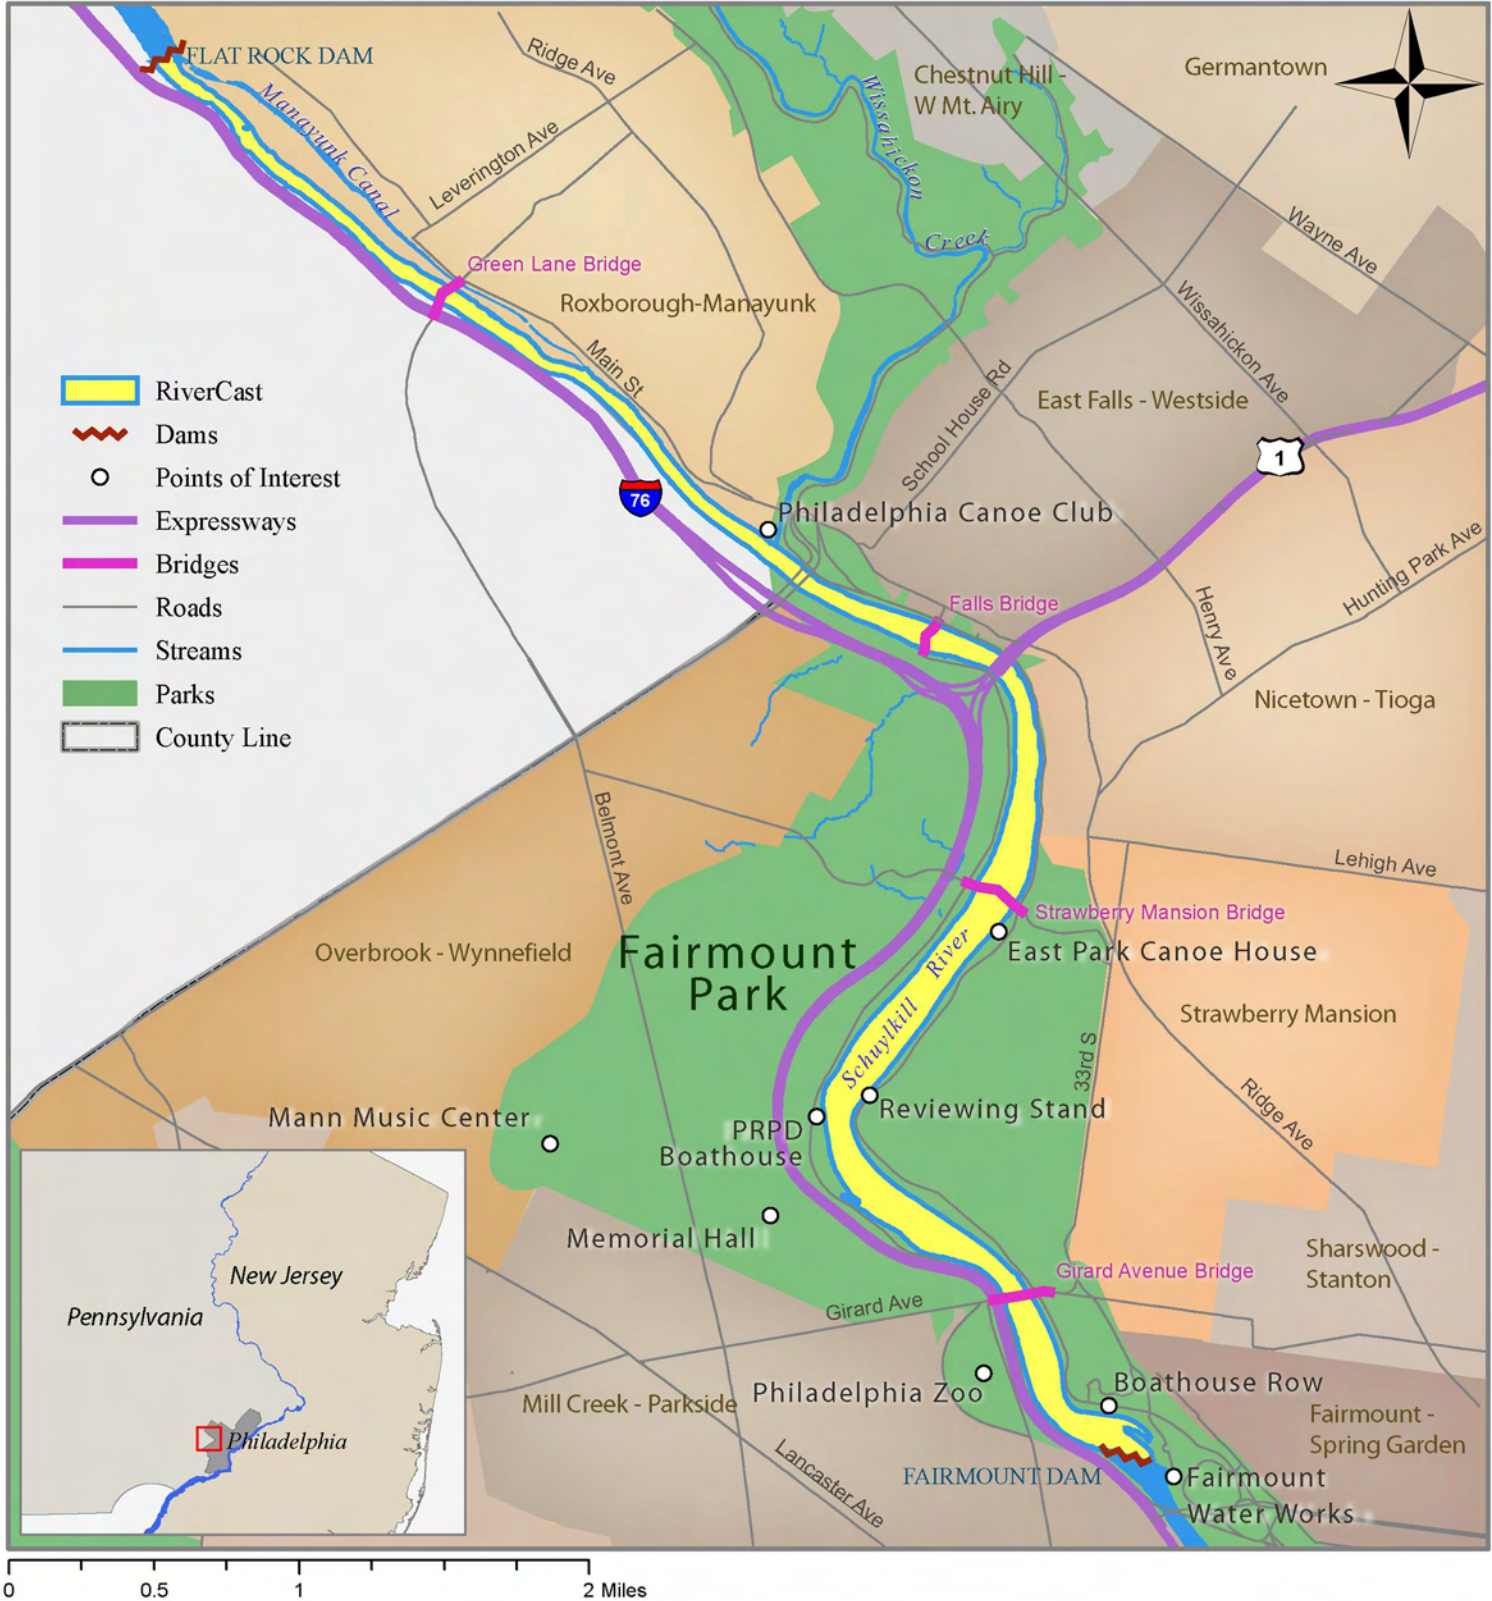 FLAT ROCK DAM
Ridge Ave
Chestnut Hill -
W Mt. Airy
Germantown
Manayunk Canal
Leverington Ave
Wissahickon
Creek
Wayne Ave
Green Lane Bridge
Roxborough-Manayunk
Wissahickon Ave
Main St
School House Rd
East Falls - Westside
RiverCast
Dams
Points of Interest
Expressways
Bridges
Roads
Streams
Parks
County Line
1
76
Philadelphia Canoe Club
Hunting Park Ave
Falls Bridge
Henry Ave
Nicetown - Tioga
Belmont Ave
Lehigh Ave
Strawberry Mansion Bridge
Overbrook - Wynnefield
Fairmount
Park
East Park Canoe House
Schuylkill River
Strawberry Mansion
33rd S
Ridge Ave
Mann Music Center
PRPD
Boathouse
Reviewing Stand
Memorial Hall
Sharswood -
Stanton
Girard Avenue Bridge
Girard Ave
New Jersey
Pennsylvania
Philadelphia
Mill Creek - Parkside
Philadelphia Zoo
Boathouse Row
Fairmount -
Spring Garden
Lancaster Ave
FAIRMOUNT DAM
Fairmount
Water Works
0 0.5 1 2 Miles